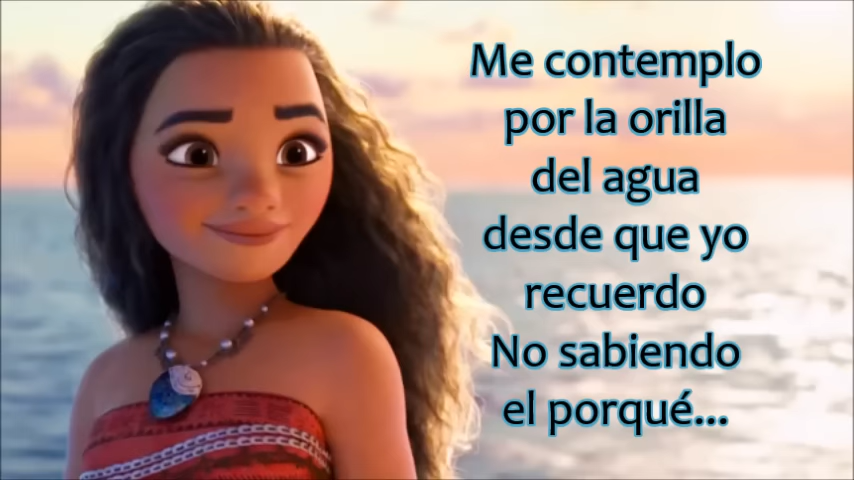 Me contemplo
por la orilla
del agua
desde que yo
recuerdo
No sabiendo
el porqué...